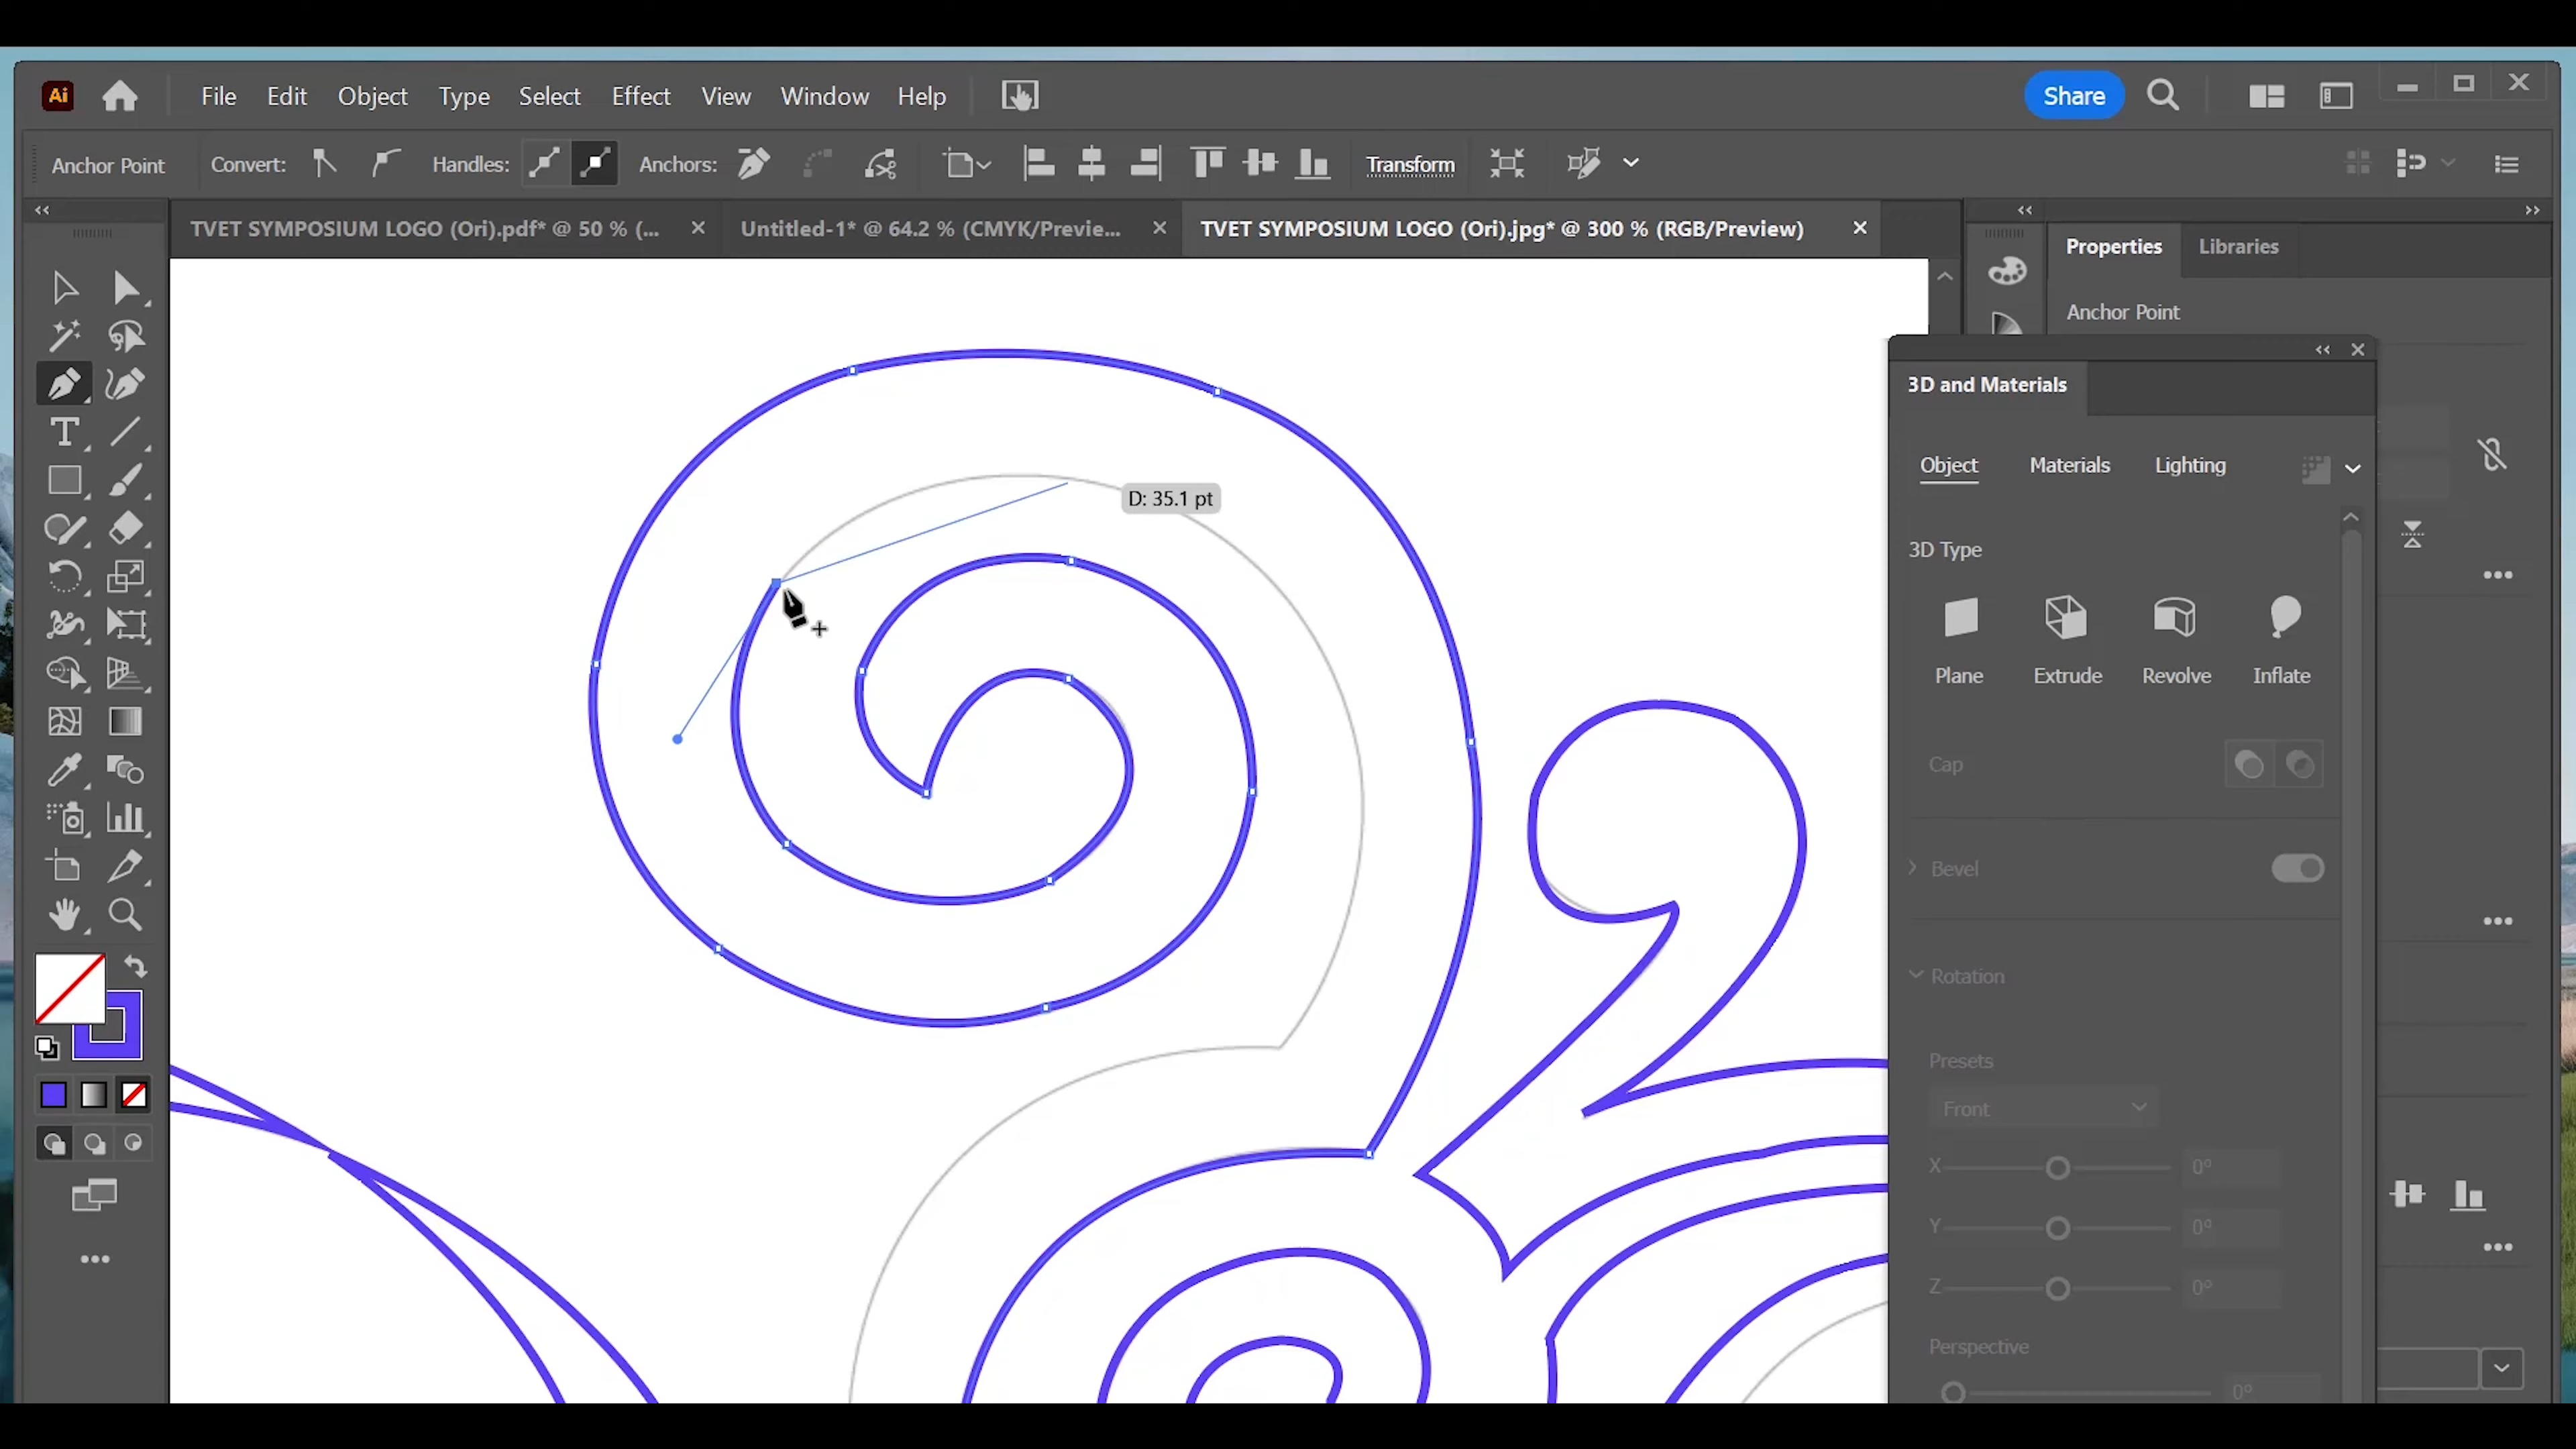 Ai File Edit Object Type Select Effect View Window Help Share
Anchor Point Convert: Handles: Anchors: Transform
TVET SYMPOSIUM LOGO (Ori).pdf* @ 50 % (... Untitled-1* @ 64.2 % (CMYK/Previe... TVET SYMPOSIUM LOGO (Ori).jpg* @ 300 % (RGB/Preview)
Properties Libraries
Anchor Point
3D and Materials
Object Materials Lighting
D: 35.1 pt
3D Type
Plane Extrude Revolve Inflate
Cap
Bevel
Rotation
Presets
Front
X 0°
Y 0°
Z 0°
Perspective
0°